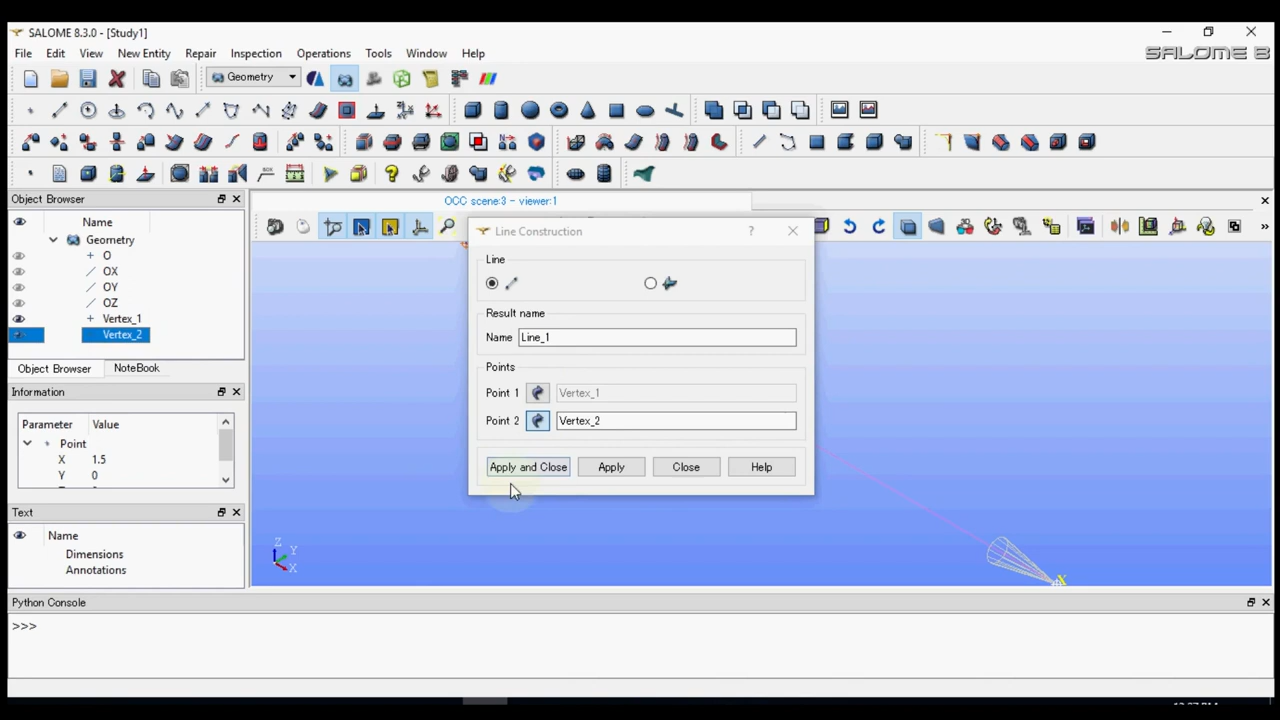 SALOME 8.3.0 - [Study1]
File Edit View New Entity Repair Inspection Operations Tools Window Help
SALOME 8
Geometry
Object Browser
OCC scene:3 - viewer:1
Name
Geometry
O
OX
OY
OZ
Vertex_1
Vertex_2
Object Browser NoteBook
Information
Parameter Value
Point
X 1.5
Y 0
Text
Name
Dimensions
Annotations
Line Construction ?
Line
Result name
Name Line_1
Points
Point 1 Vertex_1
Point 2 Vertex_2
Apply and Close Apply Close Help
Z
Y
X
X
Python Console
>>>